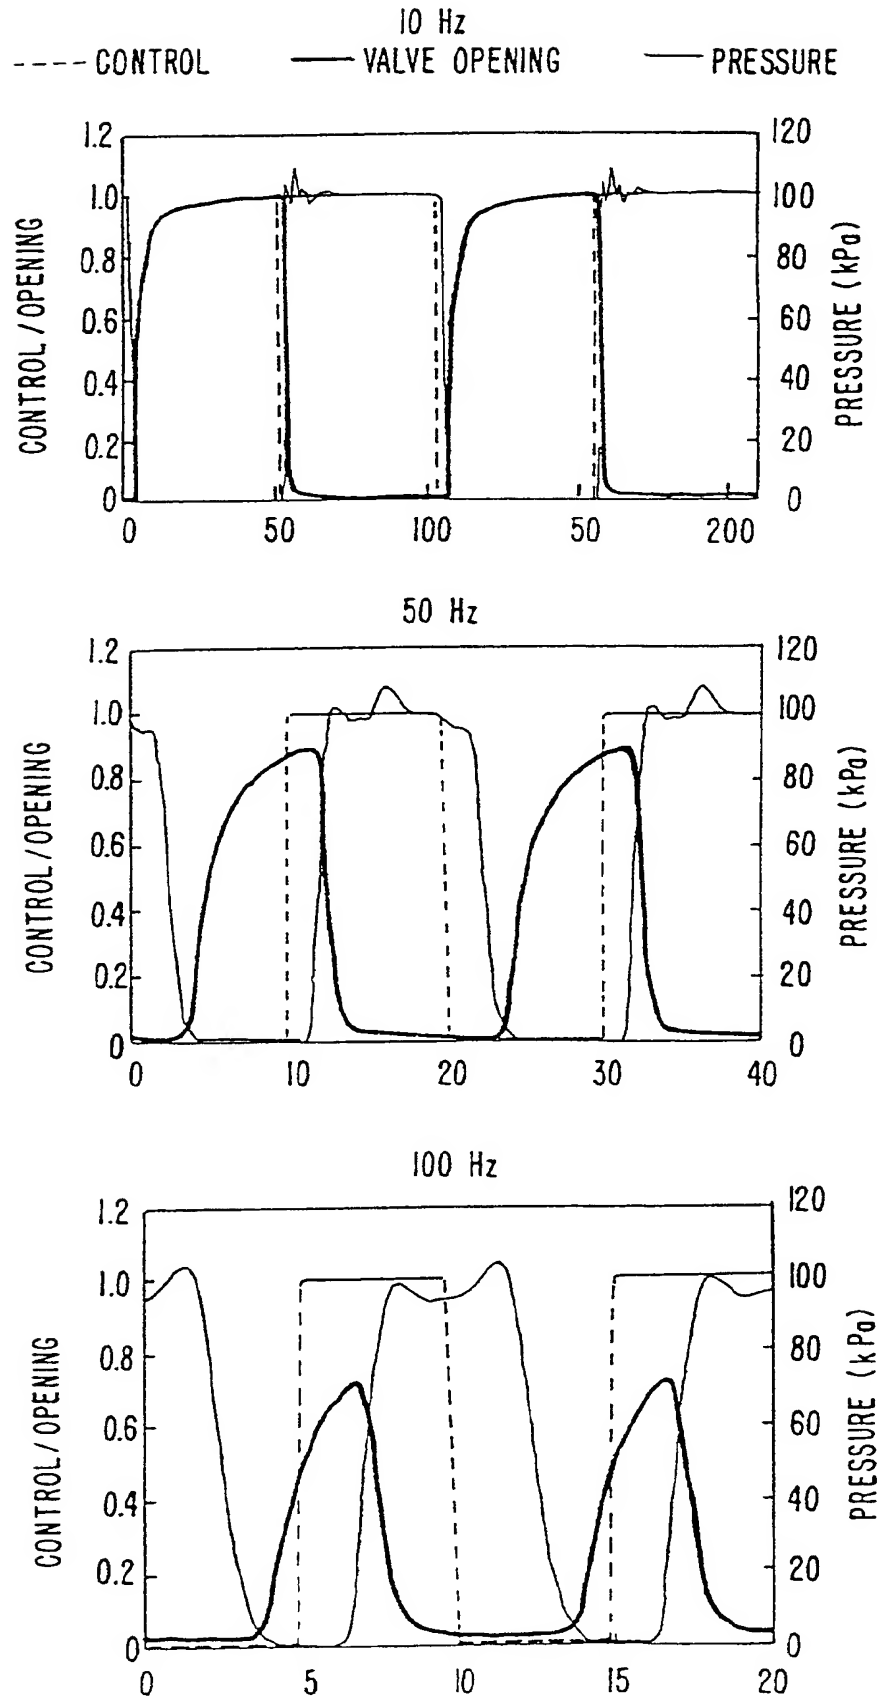 10 Hz
CONTROL VALVE OPENING PRESSURE
1.2 120
1.0 100
0.8 80
0.6 60
0.4 40
0.2 20
0 0
CONTROL/OPENING
PRESSURE (kPa)
0 50 100 50 200
50 Hz
1.2 120
1.0 100
0.8 80
0.6 60
0.4 40
0.2 20
0 0
CONTROL/OPENING
PRESSURE (kPa)
0 10 20 30 40
100 Hz
1.2 120
1.0 100
0.8 80
0.6 60
0.4 40
0.2 20
0 0
CONTROL/OPENING
PRESSURE (kPa)
0 5 10 15 20